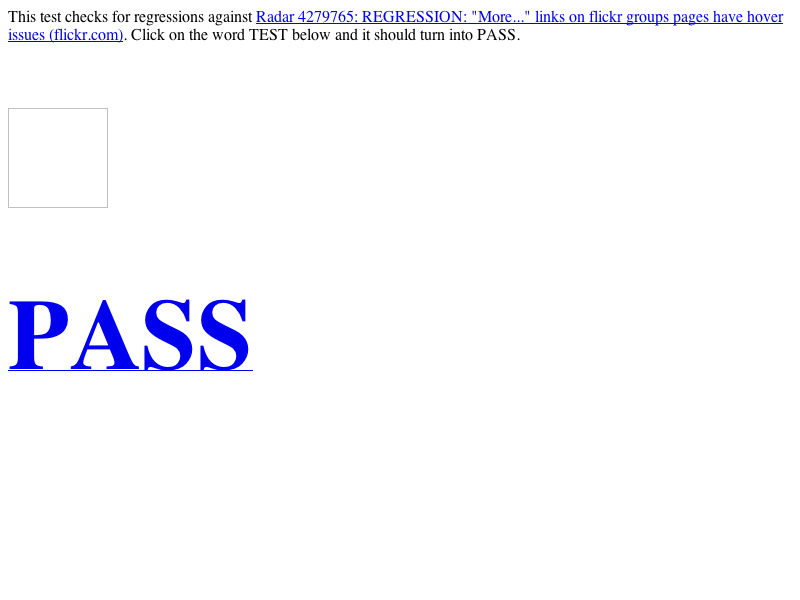 This test checks for regressions against Radar 4279765: REGRESSION: "More..." links on flickr groups pages have hover
issues (flickr.com). Click on the word TEST below and it should turn into PASS.
PASS